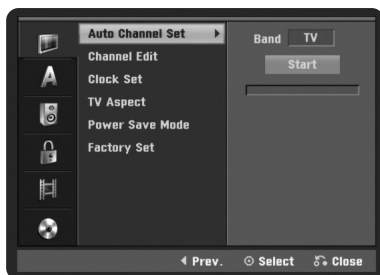 Auto Channel Set
Channel Edit
Clock Set
TV Aspect
Power Save Mode
Factory Set
Band TV
Start
A
Prev. Select Close